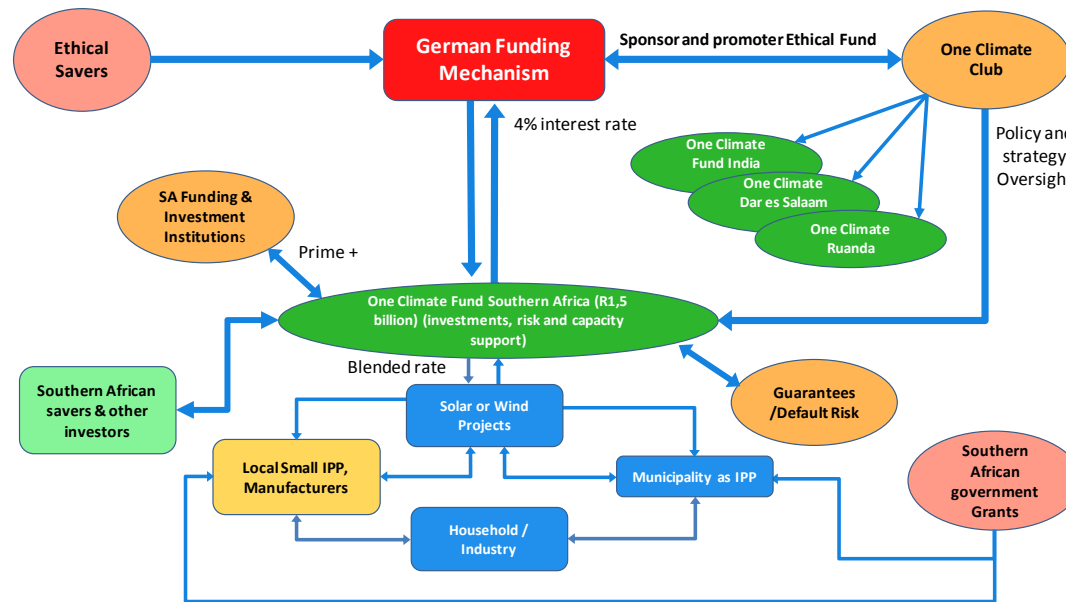 Ethical
Savers
German Funding
Mechanism
Sponsor and promoter Ethical Fund
One Climate
Club
4% interest rate
Policy and
strategy
Oversigh
One Climate
Fund India
One Climate
Dar es Salaam
One Climate
Ruanda
SA Funding &
Investment
Institutions
Prime +
One Climate Fund Southern Africa (R1,5
billion) (investments, risk and capacity
support)
Blended rate
Southern African
savers & other
investors
Solar or Wind
Projects
Guarantees
/Default Risk
Local Small IPP,
Manufacturers
Municipality as IPP
Southern
African
government
Grants
Household /
Industry